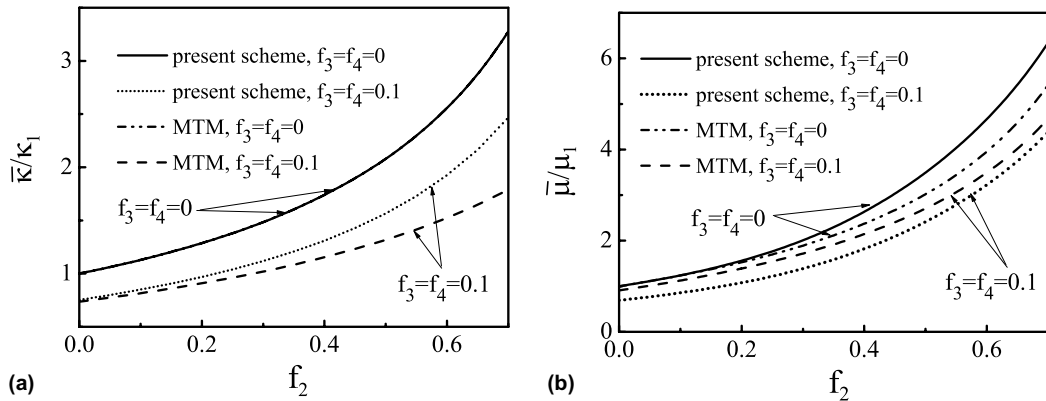 3
2
1
κ̄/κ₁
present scheme, f₃=f₄=0
present scheme, f₃=f₄=0.1
MTM, f₃=f₄=0
MTM, f₃=f₄=0.1
f₃=f₄=0
f₃=f₄=0.1
0.0 0.2 0.4 0.6
f₂
(a)
6
4
2
0
μ̄/μ₁
present scheme, f₃=f₄=0
present scheme, f₃=f₄=0.1
MTM, f₃=f₄=0
MTM, f₃=f₄=0.1
f₃=f₄=0
f₃=f₄=0.1
0.0 0.2 0.4 0.6
f₂
(b)